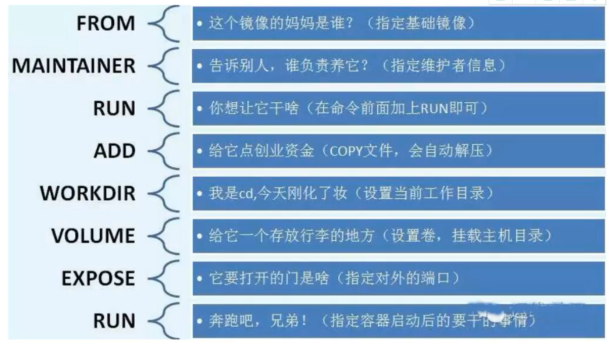 FROM • 这个镜像的妈妈是谁？（指定基础镜像）
MAINTAINER • 告诉别人，谁负责养它？（指定维护者信息）
RUN • 你想让它干啥（在命令前面加上RUN即可）
ADD • 给它点创业资金（COPY文件，会自动解压）
WORKDIR • 我是cd,今天刚化了妆（设置当前工作目录）
VOLUME • 给它一个存放行李的地方（设置卷，挂载主机目录）
EXPOSE • 它要打开的门是啥（指定对外的端口）
RUN • 奔跑吧，兄弟！（指定容器启动后的要干的事情）